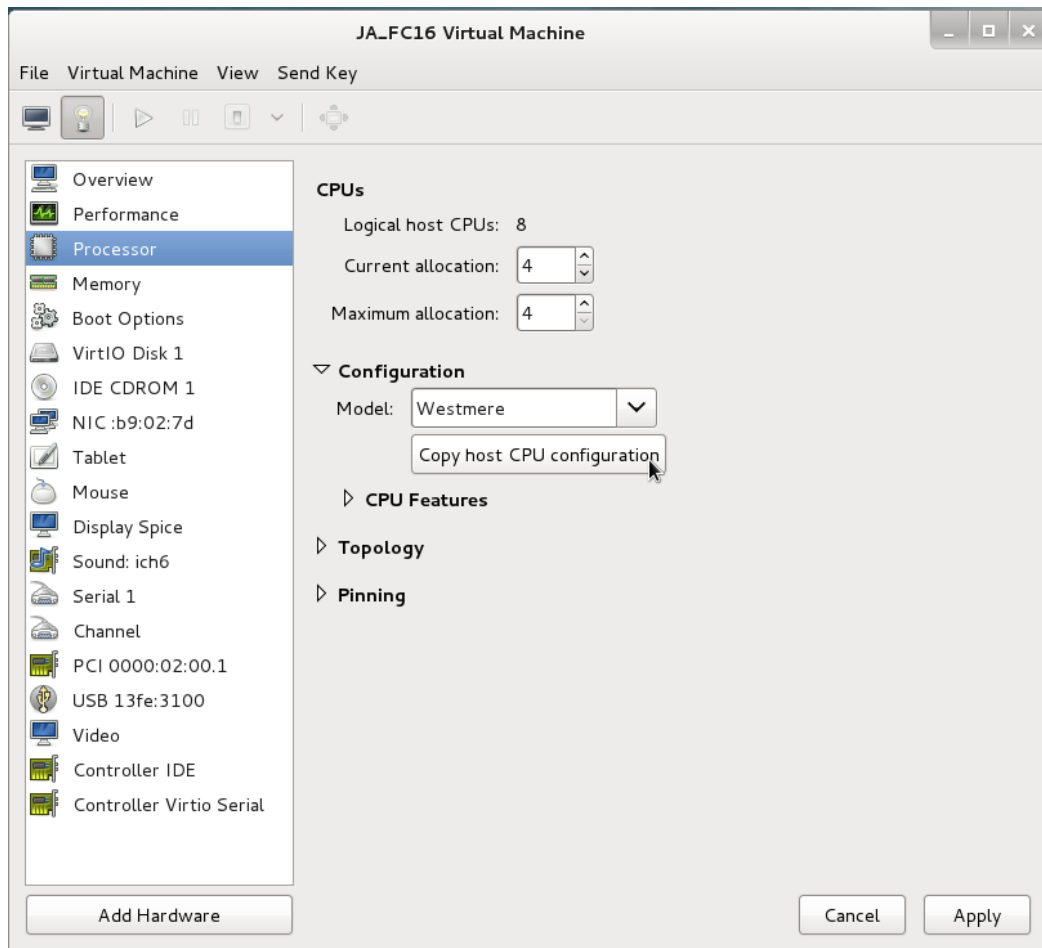 JA_FC16 Virtual Machine
File Virtual Machine View Send Key
Overview
Performance
Processor
Memory
Boot Options
VirtIO Disk 1
IDE CDROM 1
NIC :b9:02:7d
Tablet
Mouse
Display Spice
Sound: ich6
Serial 1
Channel
PCI 0000:02:00.1
USB 13fe:3100
Video
Controller IDE
Controller Virtio Serial
Add Hardware
CPUs
Logical host CPUs: 8
Current allocation: 4
Maximum allocation: 4
Configuration
Model: Westmere
Copy host CPU configuration
CPU Features
Topology
Pinning
Cancel Apply